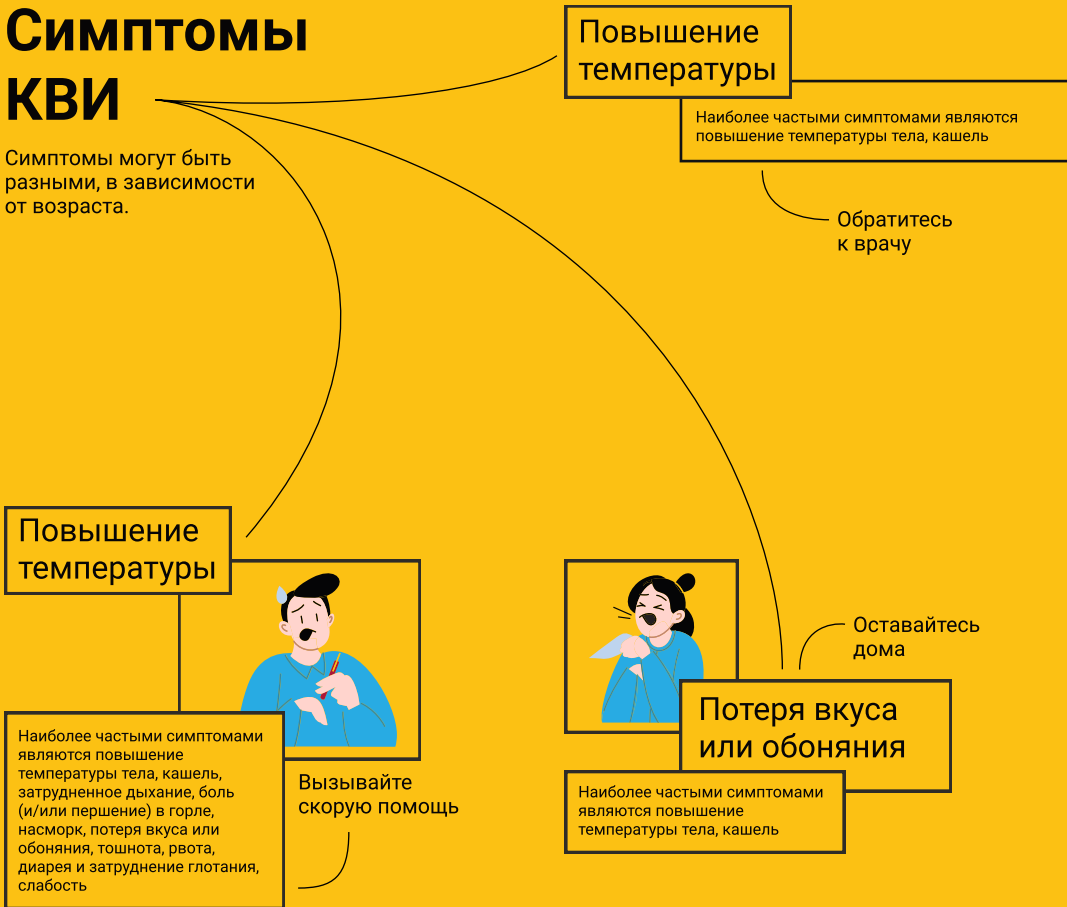 Симптомы
КВИ
Симптомы могут быть
разными, в зависимости
от возраста.
Повышение
температуры
Наиболее частыми симптомами являются
повышение температуры тела, кашель
Обратитесь
к врачу
Повышение
температуры
Наиболее частыми симптомами
являются повышение
температуры тела, кашель,
затрудненное дыхание, боль
(и/или першение) в горле,
насморк, потеря вкуса или
обоняния, тошнота, рвота,
диарея и затруднение глотания,
слабость
Вызывайте
скорую помощь
Оставайтесь
дома
Потеря вкуса
или обоняния
Наиболее частыми симптомами
являются повышение
температуры тела, кашель